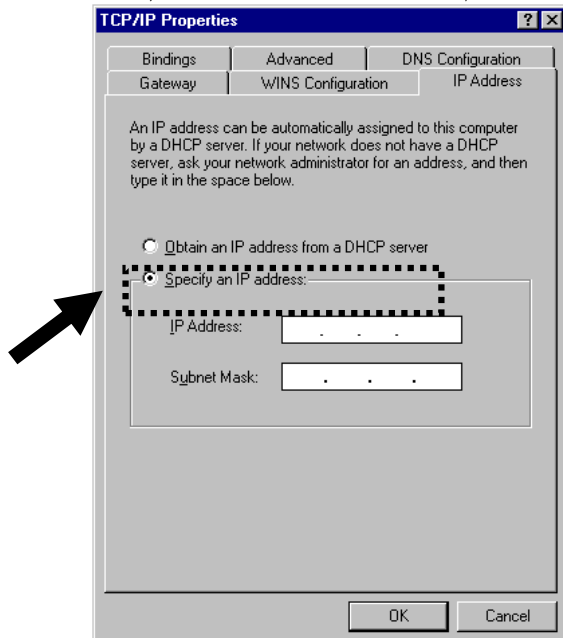 TCP/IP Properties
Bindings Advanced DNS Configuration
Gateway WINS Configuration IP Address
An IP address can be automatically assigned to this computer
by a DHCP server. If your network does not have a DHCP
server, ask your network administrator for an address, and then
type it in the space below.
Obtain an IP address from a DHCP server
Specify an IP address:
IP Address: . . .
Subnet Mask: . . .
OK Cancel